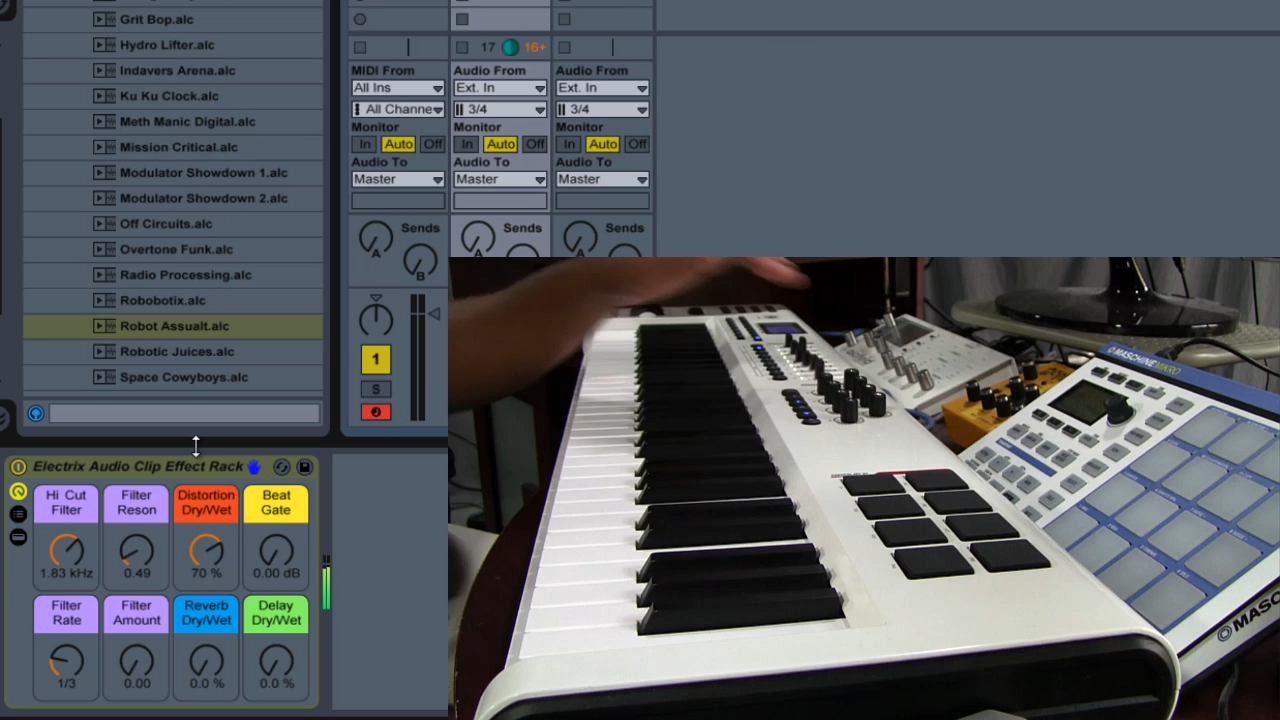 Grit Bop.alc
Hydro Lifter.alc
Indavers Arena.alc
Ku Ku Clock.alc
Meth Manic Digital.alc
Mission Critical.alc
Modulator Showdown 1.alc
Modulator Showdown 2.alc
Off Circuits.alc
Overtone Funk.alc
Radio Processing.alc
Robobotix.alc
Robot Assualt.alc
Robotic Juices.alc
Space Cowyboys.alc
17 16+
MIDI From Audio From Audio From
All Ins Ext. In Ext. In
All Channe 3/4 3/4
Monitor Monitor Monitor
In Auto Off In Auto Off In Auto Off
Audio To Audio To Audio To
Master Master Master
Sends Sends Sends
A A A
B
1
S
Electrix Audio Clip Effect Rack
Hi Cut Filter Distortion Beat
Filter Reson Dry/Wet Gate
1.83 kHz 0.49 70 % 0.00 dB
Filter Filter Reverb Delay
Rate Amount Dry/Wet Dry/Wet
1/3 0.00 0.0 % 0.0 %
MASCHINE MIKRO
MASC